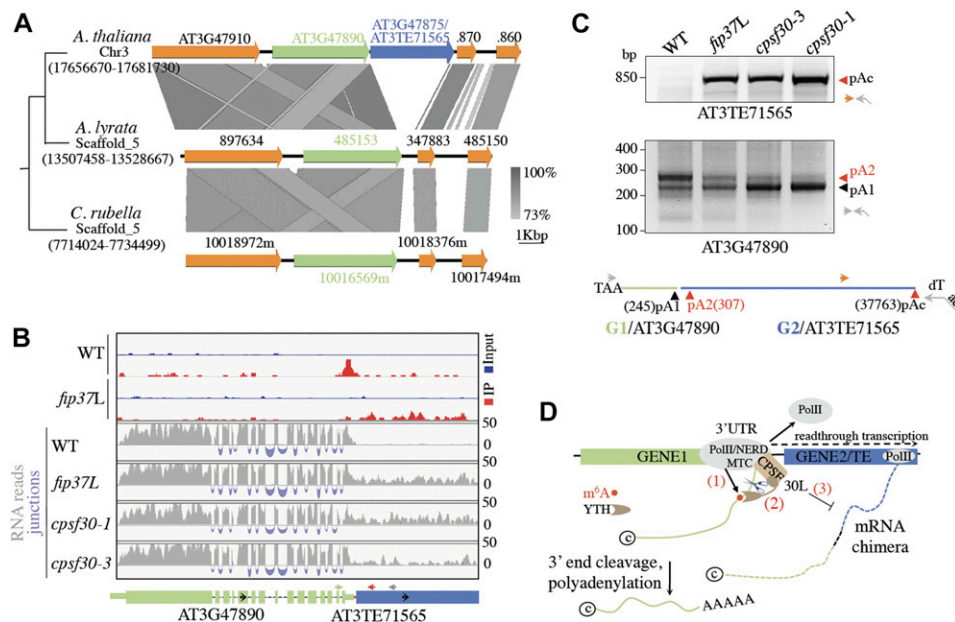 A
A. thaliana
Chr3
(17656670-17681730)
AT3G47910
AT3G47890
AT3G47875/
AT3TE71565
.870
.860
A. lyrata
Scaffold_5
(13507458-13528667)
897634
485153
347883
485150
C. rubella
Scaffold_5
(7714024-7734499)
10018972m
10016569m
10018376m
10017494m
100%
73%
1Kbp
B
WT
fip37L
Input
IP
RNA reads
junctions
WT
50
0
fip37L
50
0
cpsf30-1
50
0
cpsf30-3
50
0
AT3G47890
AT3TE71565
C
WT
fip37L
cpsf30-3
cpsf30-1
bp
850
pAc
AT3TE71565
400
300
200
100
pA2
pA1
AT3G47890
TAA
dT
(245)pA1
pA2(307)
(37763)pAc
G1/AT3G47890
G2/AT3TE71565
D
PolII
3'UTR
readthrough transcription
GENE1
PolII/NERD
MTC
CPSF
GENE2/TE
PolII
(1)
(2)
30L
(3)
m⁶A
YTH
mRNA
chimera
c
c
3' end cleavage,
polyadenylation
c
AAAAA